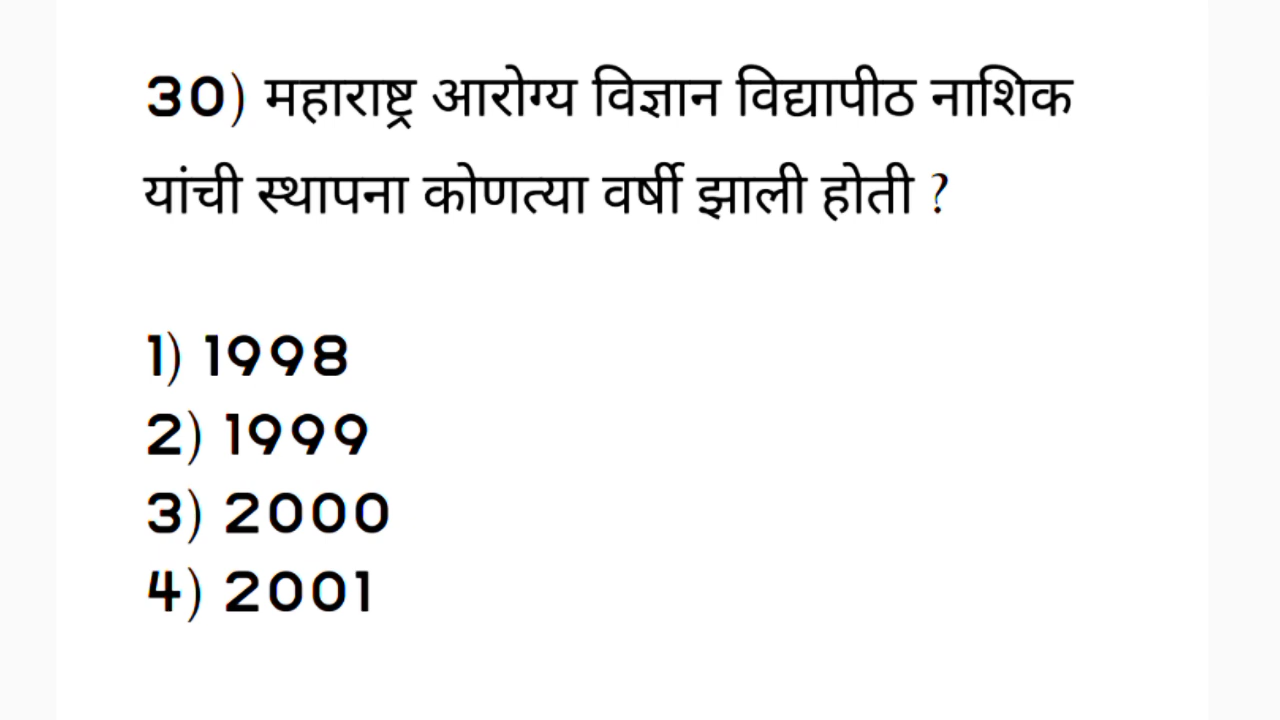 30) महाराष्ट्र आरोग्य विज्ञान विद्यापीठ नाशिक
यांची स्थापना कोणत्या वर्षी झाली होती ?
1) 1998
2) 1999
3) 2000
4) 2001